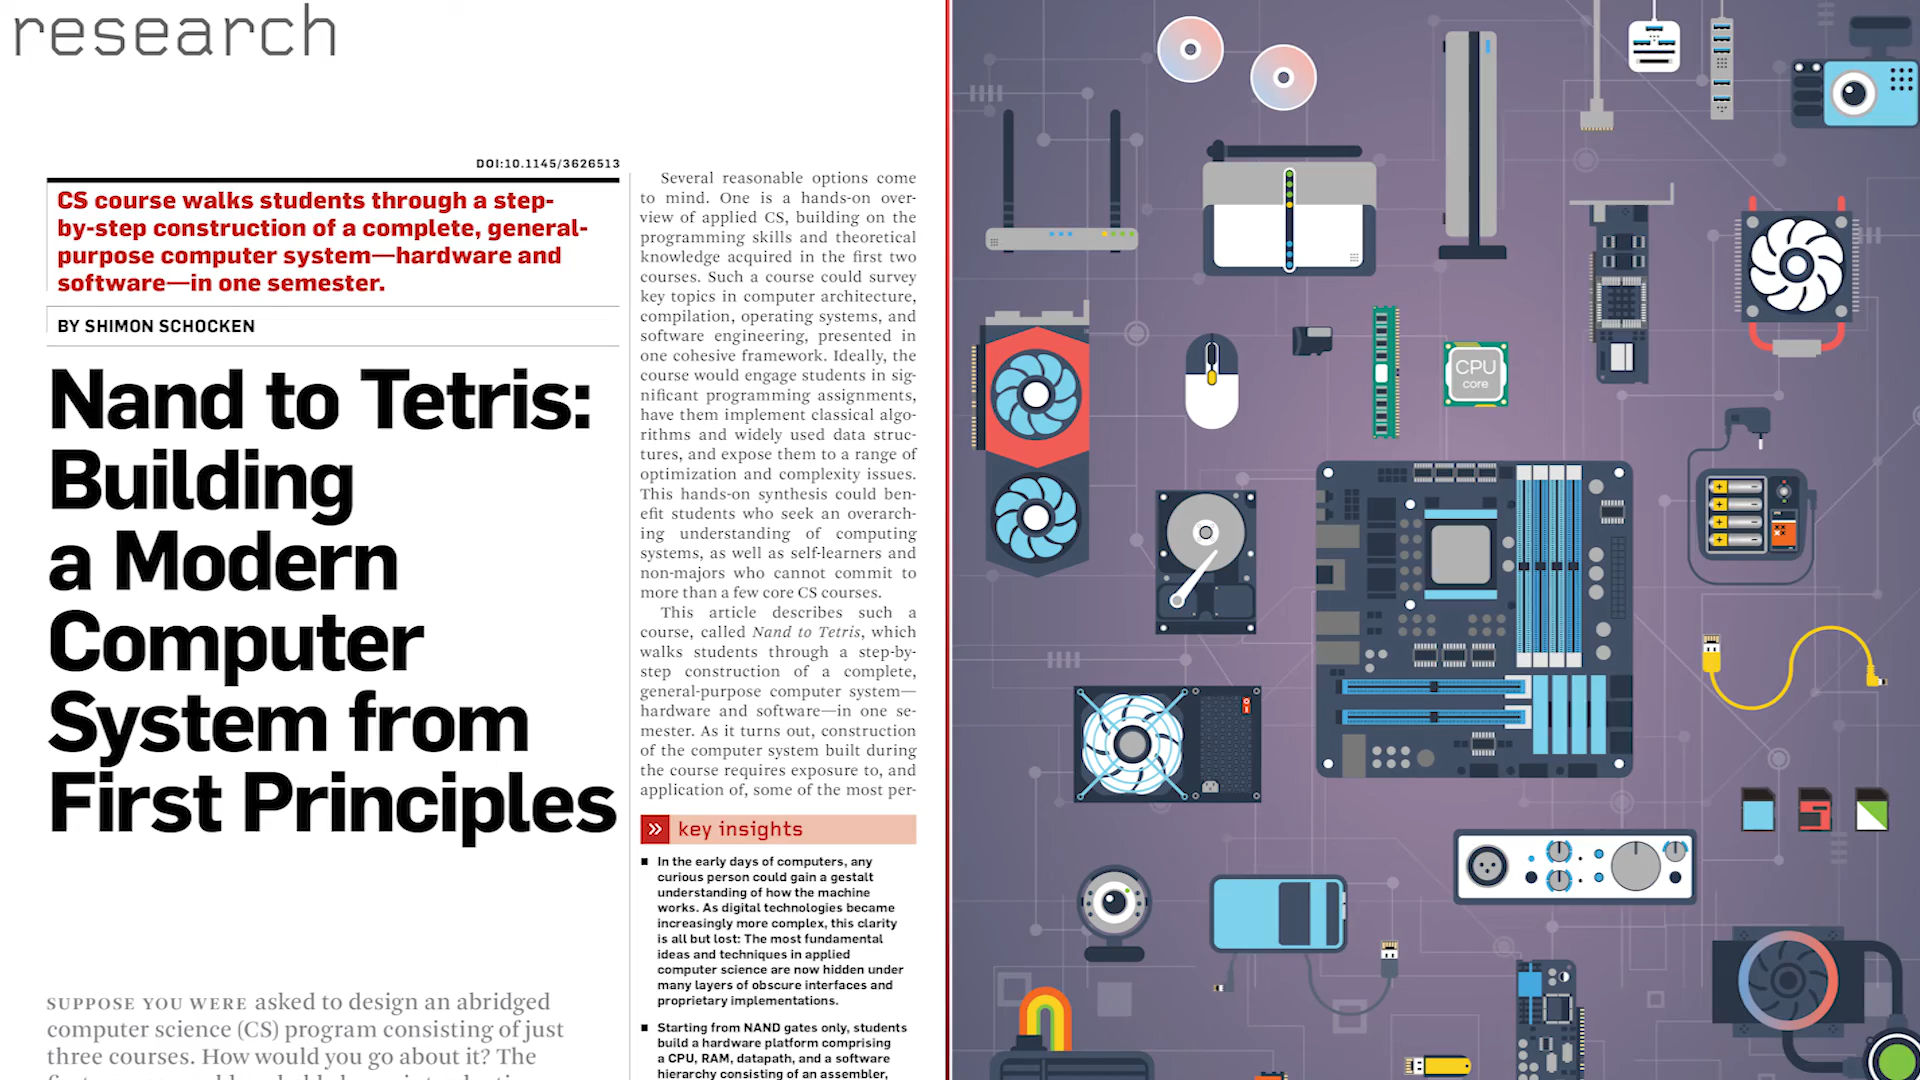 research
DOI:10.1145/3626513
CS course walks students through a step-
by-step construction of a complete, general-
purpose computer system—hardware and
software—in one semester.
BY SHIMON SCHOCKEN
Nand to Tetris:
Building
a Modern
Computer
System from
First Principles
SUPPOSE YOU WERE asked to design an abridged
computer science (CS) program consisting of just
three courses. How would you go about it? The
Several reasonable options come
to mind. One is a hands-on over-
view of applied CS, building on the
programming skills and theoretical
knowledge acquired in the first two
courses. Such a course could survey
key topics in computer architecture,
compilation, operating systems, and
software engineering, presented in
one cohesive framework. Ideally, the
course would engage students in sig-
nificant programming assignments,
have them implement classical algo-
rithms and widely used data struc-
tures, and expose them to a range of
optimization and complexity issues.
This hands-on synthesis could ben-
efit students who seek an overarch-
ing understanding of computing
systems, as well as self-learners and
non-majors who cannot commit to
more than a few core CS courses.
This article describes such a
course, called Nand to Tetris, which
walks students through a step-by-
step construction of a complete,
general-purpose computer system—
hardware and software—in one se-
mester. As it turns out, construction
of the computer system built during
the course requires exposure to, and
application of, some of the most per-
» key insights
■ In the early days of computers, any
curious person could gain a gestalt
understanding of how the machine
works. As digital technologies became
increasingly more complex, this clarity
is all but lost: The most fundamental
ideas and techniques in applied
computer science are now hidden under
many layers of obscure interfaces and
proprietary implementations.
■ Starting from NAND gates only, students
build a hardware platform comprising
a CPU, RAM, datapath, and a software
hierarchy consisting of an assembler,
CPU
core